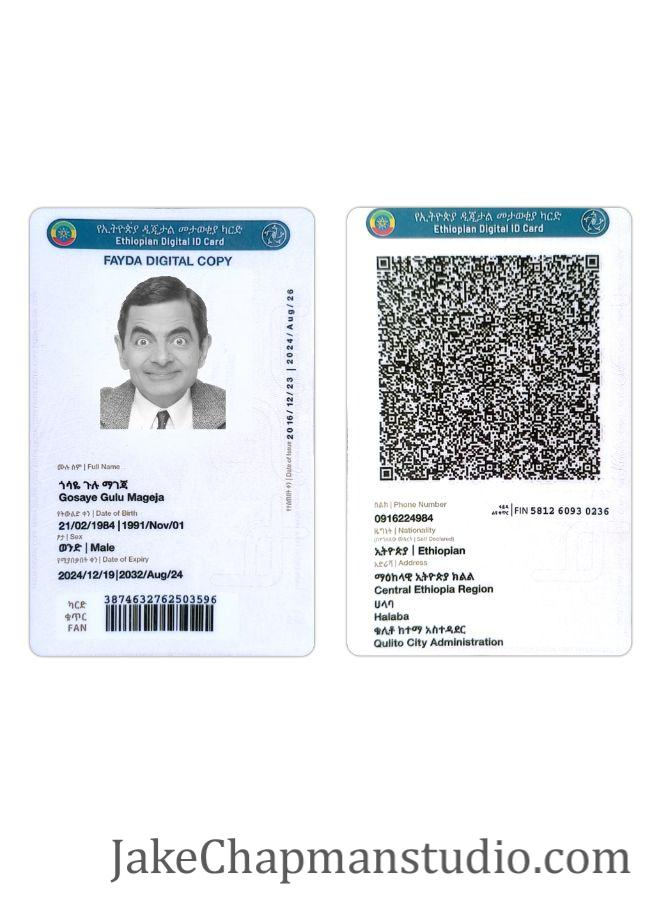 የኢትዮጵያ ዲጂታል መታወቂያ ካርድ
Ethiopian Digital ID Card
FAYDA DIGITAL COPY
ሙሉ ስም | Full Name
ጎሳዬ ጉሉ ማገጃ
Gosaye Gulu Mageja
የትውልድ ቀን | Date of Birth
21/02/1984 | 1991/Nov/01
ፆታ | Sex
ወንድ | Male
የሚያበቃበት ቀን | Date of Expiry
2024/12/19 | 2032/Aug/24
ካርድ
ቁጥር
FAN
3874632762503596
የተሰጠበት ቀን | Date of Issue 2016/12/23 | 2024/Aug/26
የኢትዮጵያ ዲጂታል መታወቂያ ካርድ
Ethiopian Digital ID Card
ስልክ | Phone Number
0916224984
FIN 5812 6093 0236
ዜግነት | Nationality
Self Declared
ኢትዮጵያ | Ethiopian
አድራሻ | Address
ማዕከላዊ ኢትዮጵያ ክልል
Central Ethiopia Region
ሀላባ
Halaba
ቁሊቶ ከተማ አስተዳደር
Qulito City Administration
JakeChapmanstudio.com